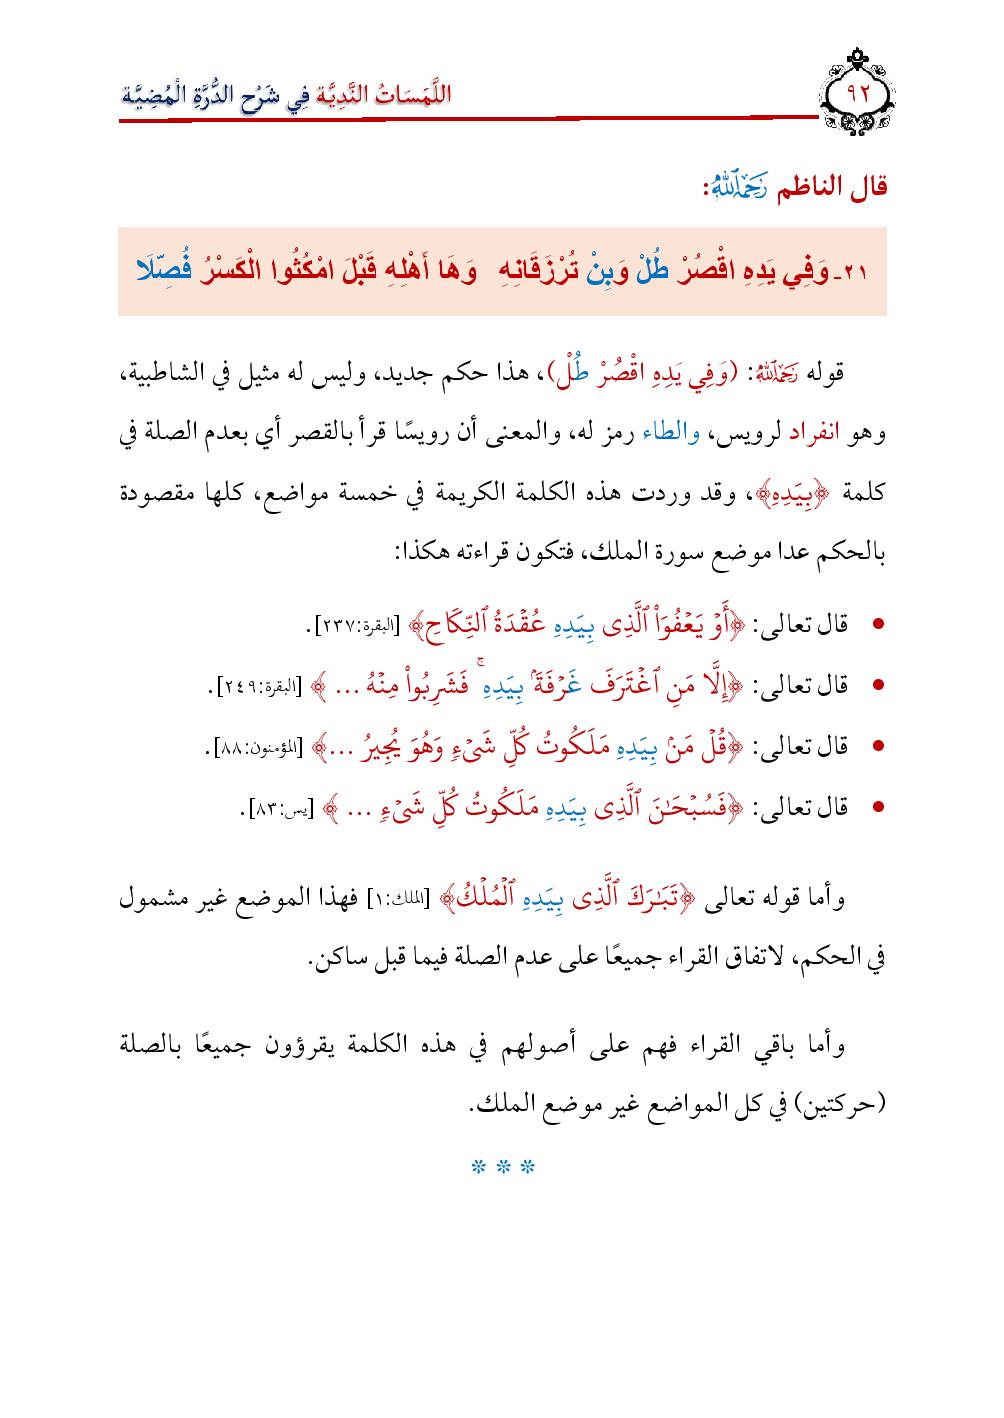 ٩٢
اللَّمَسَاتُ النَّدِيَّة فِي شَرْحِ الدُّرَّةِ الْمُضِيَّة
قال الناظم رَحِمَهُ ٱللَّهُ:
٢١- وَفِي يَدِهِ اقْصُرْ طُلْ وَبِنْ تُرْزَقَانِهِ وَهَا أَهْلِهِ قَبْلَ امْكُثُوا الْكَسْرُ فُصِّلَا
قوله رَحِمَهُ ٱللَّهُ: (وَفِي يَدِهِ اقْصُرْ طُلْ)، هذا حكم جديد، وليس له مثيل في الشاطبية،
وهو انفراد لرويس، والطاء رمز له، والمعنى أن رويسًا قرأ بالقصر أي بعدم الصلة في
كلمة ﴿بِيَدِهِ﴾، وقد وردت هذه الكلمة الكريمة في خمسة مواضع، كلها مقصودة
بالحكم عدا موضع سورة الملك، فتكون قراءته هكذا:
• قال تعالى: ﴿أَوۡ يَعۡفُوَاْ ٱلَّذِى بِيَدِهِ عُقۡدَةُ ٱلنِّكَاحِ﴾ [البقرة:٢٣٧].
• قال تعالى: ﴿إِلَّا مَنِ ٱغۡتَرَفَ غَرۡفَةَۢ بِيَدِهِ ۚ فَشَرِبُواْ مِنۡهُ ... ﴾ [البقرة:٢٤٩].
• قال تعالى: ﴿قُلۡ مَنۢ بِيَدِهِ مَلَكُوتُ كُلِّ شَىۡءٖ وَهُوَ يُجِيرُ ...﴾ [المؤمنون:٨٨].
• قال تعالى: ﴿فَسُبۡحَٰنَ ٱلَّذِى بِيَدِهِ مَلَكُوتُ كُلِّ شَىۡءٖ ... ﴾ [يس:٨٣].
وأما قوله تعالى ﴿تَبَٰرَكَ ٱلَّذِى بِيَدِهِ ٱلۡمُلۡكُ﴾ [الملك:١] فهذا الموضع غير مشمول
في الحكم، لاتفاق القراء جميعًا على عدم الصلة فيما قبل ساكن.
وأما باقي القراء فهم على أصولهم في هذه الكلمة يقرؤون جميعًا بالصلة
(حركتين) في كل المواضع غير موضع الملك.
* * *